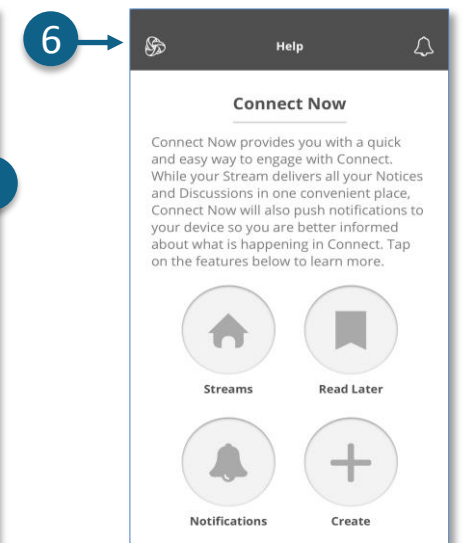 6
Help
Connect Now
Connect Now provides you with a quick
and easy way to engage with Connect.
While your Stream delivers all your Notices
and Discussions in one convenient place,
Connect Now will also push notifications to
your device so you are better informed
about what is happening in Connect. Tap
on the features below to learn more.
Streams
Read Later
Notifications
Create